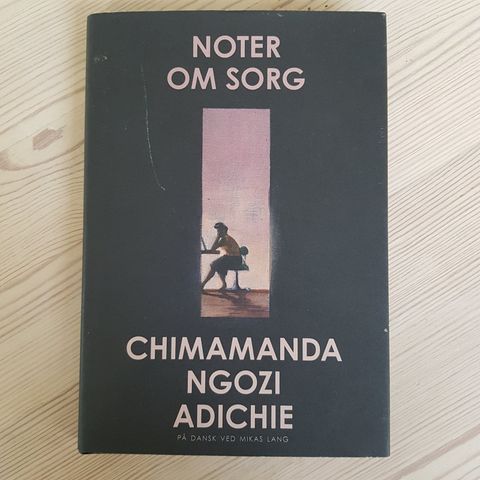 NOTER
OM SORG
CHIMAMANDA
NGOZI
ADICHIE
PÅ DANSK VED MIKAS LANG